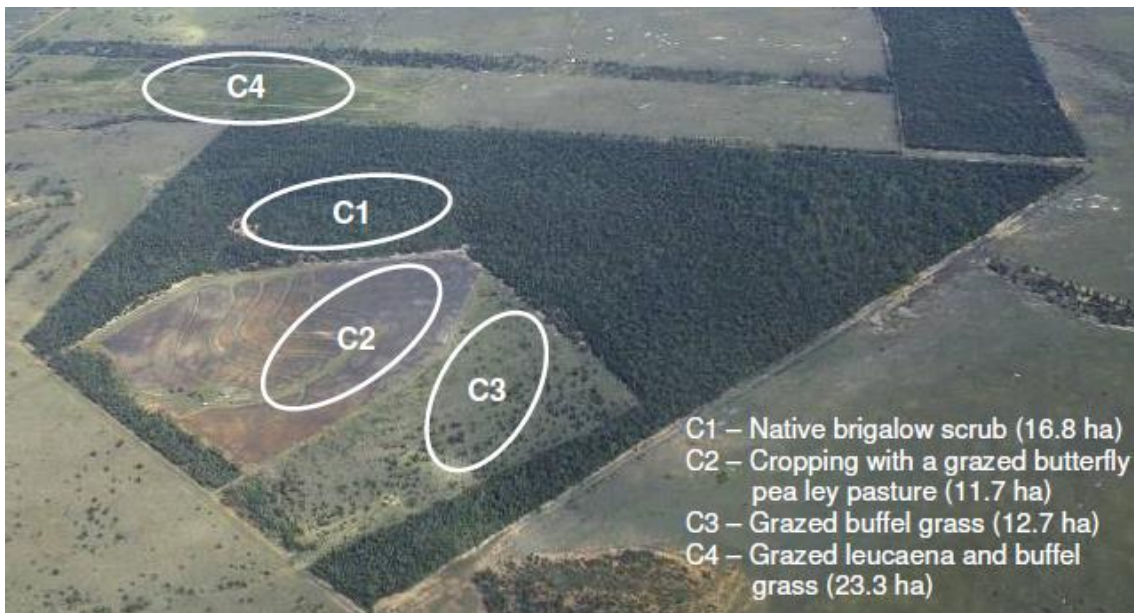 C4
C1
C2
C3
C1 – Native brigalow scrub (16.8 ha)
C2 – Cropping with a grazed butterfly
pea ley pasture (11.7 ha)
C3 – Grazed buffel grass (12.7 ha)
C4 – Grazed leucaena and buffel
grass (23.3 ha)